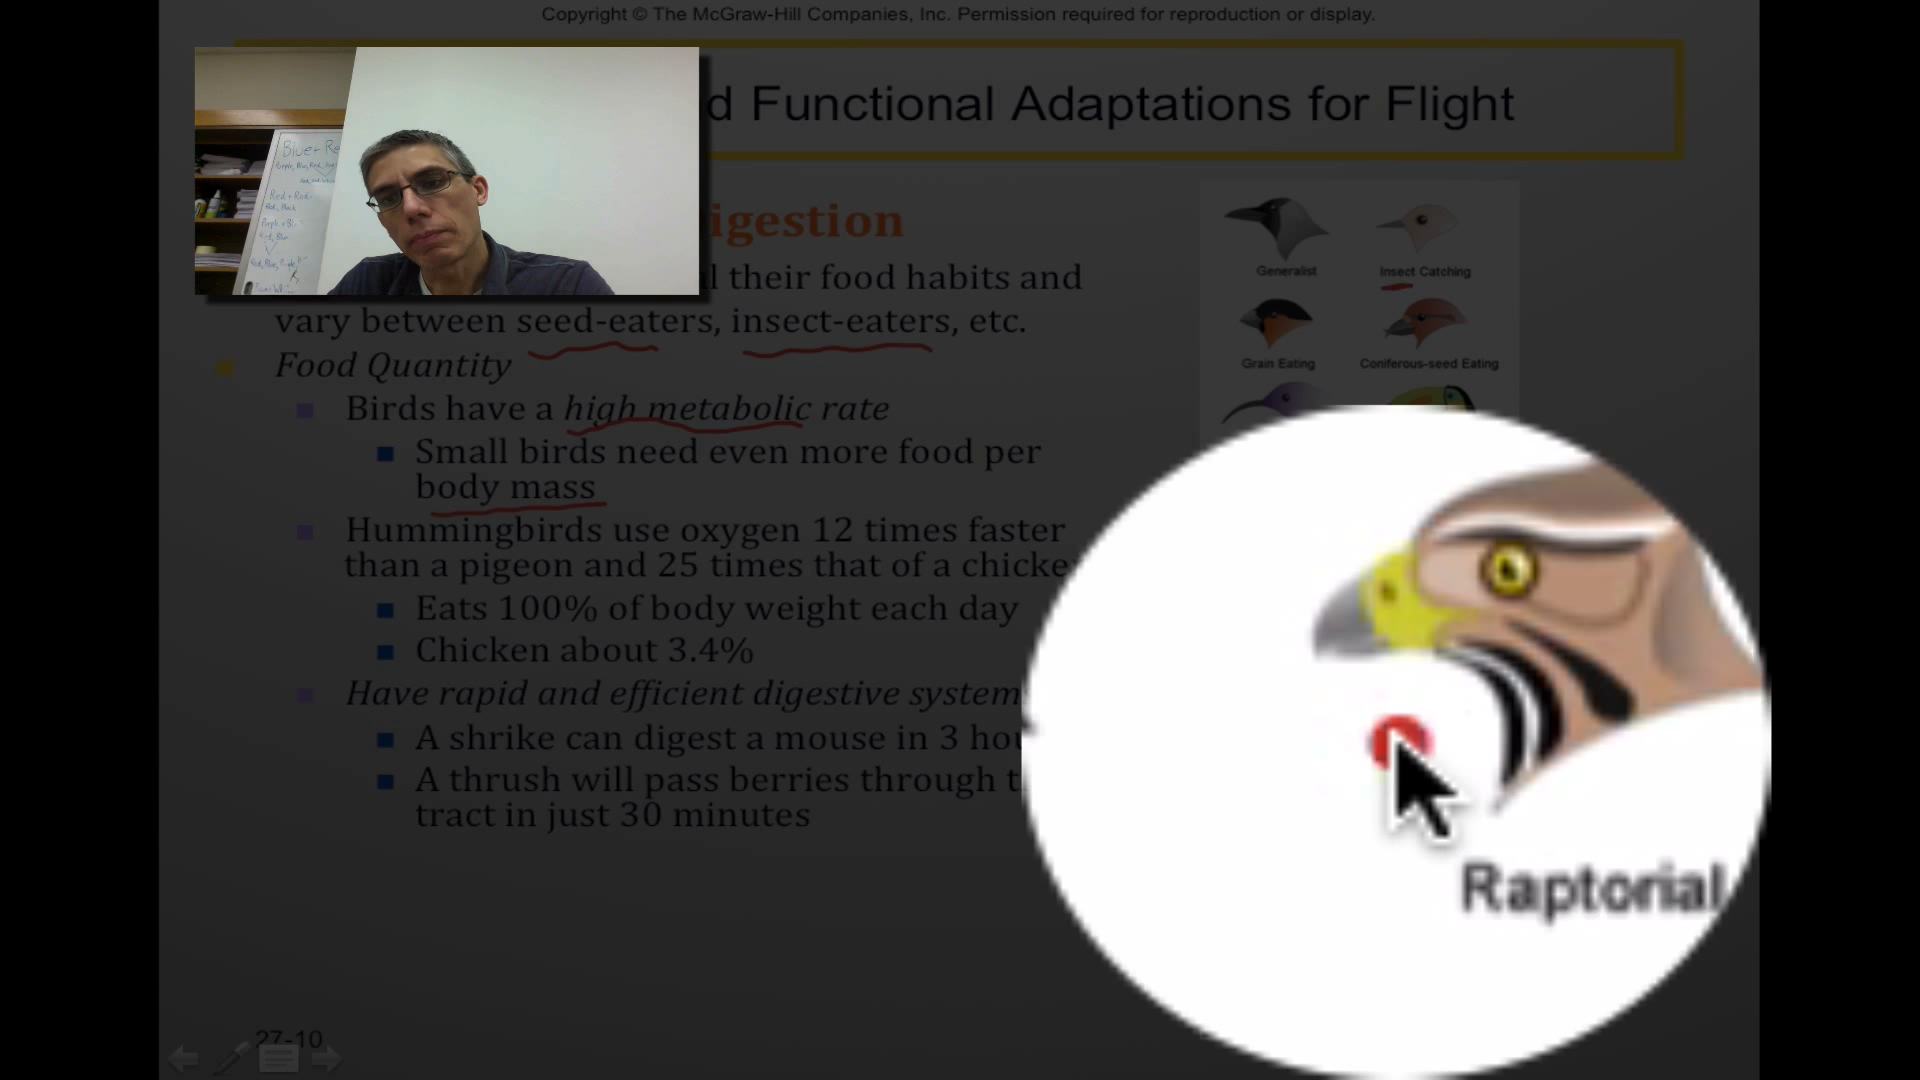 Copyright © The McGraw-Hill Companies, Inc. Permission required for reproduction or display.
d Functional Adaptations for Flight
igestion
l their food habits and
vary between seed-eaters, insect-eaters, etc.
Food Quantity
Birds have a high metabolic rate
Small birds need even more food per
body mass
Hummingbirds use oxygen 12 times faster
than a pigeon and 25 times that of a chicke
Eats 100% of body weight each day
Chicken about 3.4%
Have rapid and efficient digestive system
A shrike can digest a mouse in 3 hou
A thrush will pass berries through t
tract in just 30 minutes
Generalist
Insect Catching
Grain Eating
Coniferous-seed Eating
Raptorial
27-10
Blue+ Re
Red + Red